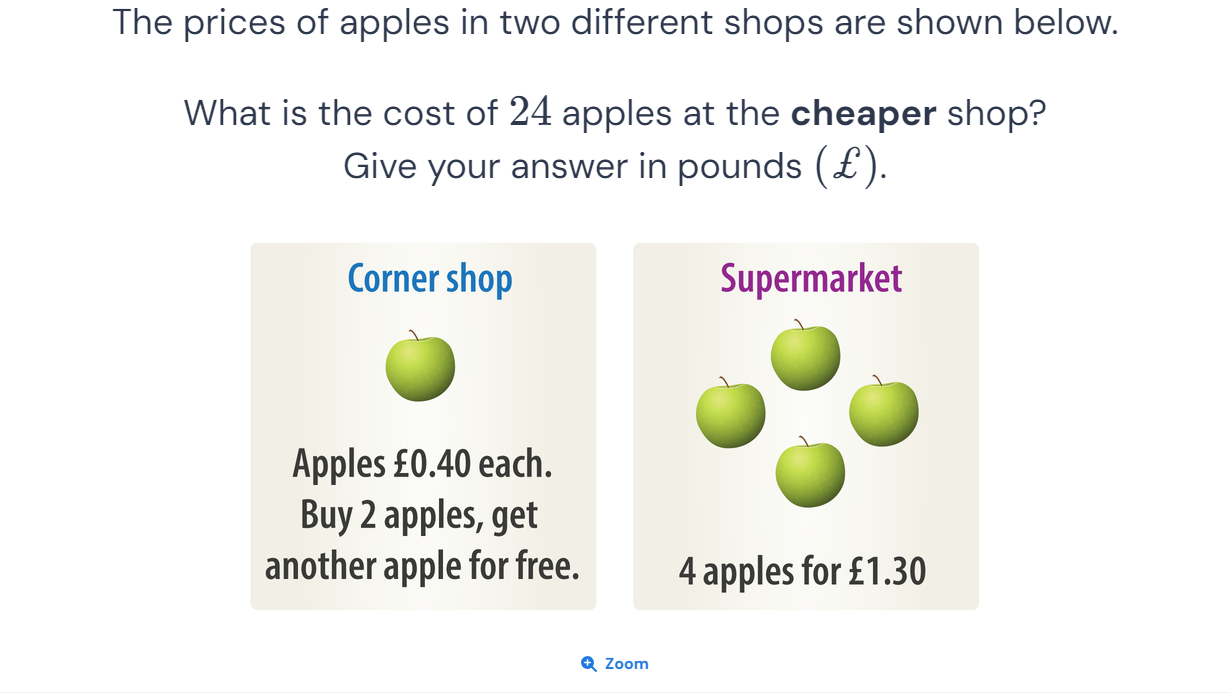 The prices of apples in two different shops are shown below.
What is the cost of 24 apples at the cheaper shop?
Give your answer in pounds (£).
Corner shop
Apples £0.40 each.
Buy 2 apples, get
another apple for free.
Supermarket
4 apples for £1.30
Zoom